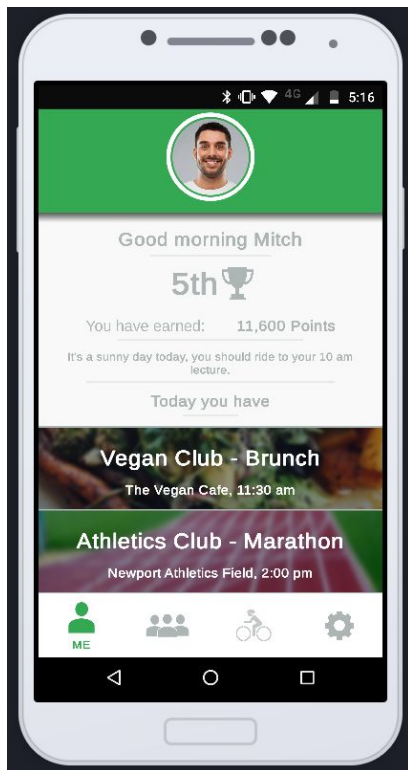 4G 5:16
Good morning Mitch
5th
You have earned: 11,600 Points
It's a sunny day today, you should ride to your 10 am
lecture.
Today you have
Vegan Club - Brunch
The Vegan Cafe, 11:30 am
Athletics Club - Marathon
Newport Athletics Field, 2:00 pm
ME